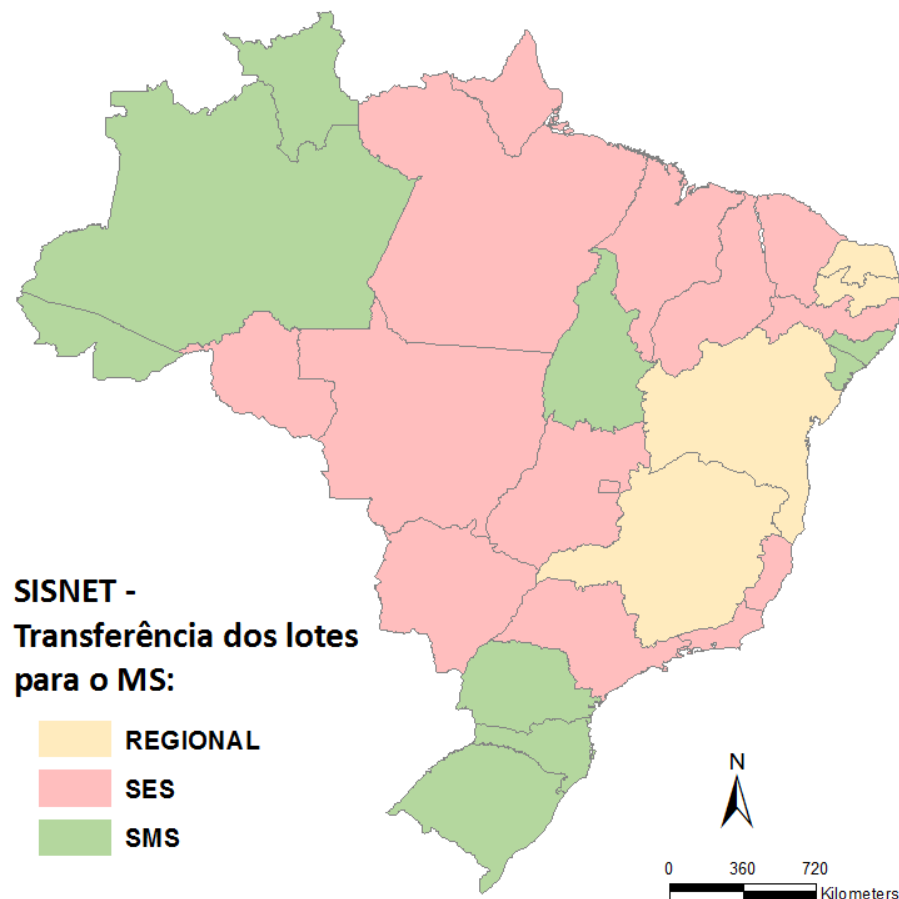 SISNET -
Transferência dos lotes
para o MS:
REGIONAL
SES
SMS
N
0 360 720
Kilometers